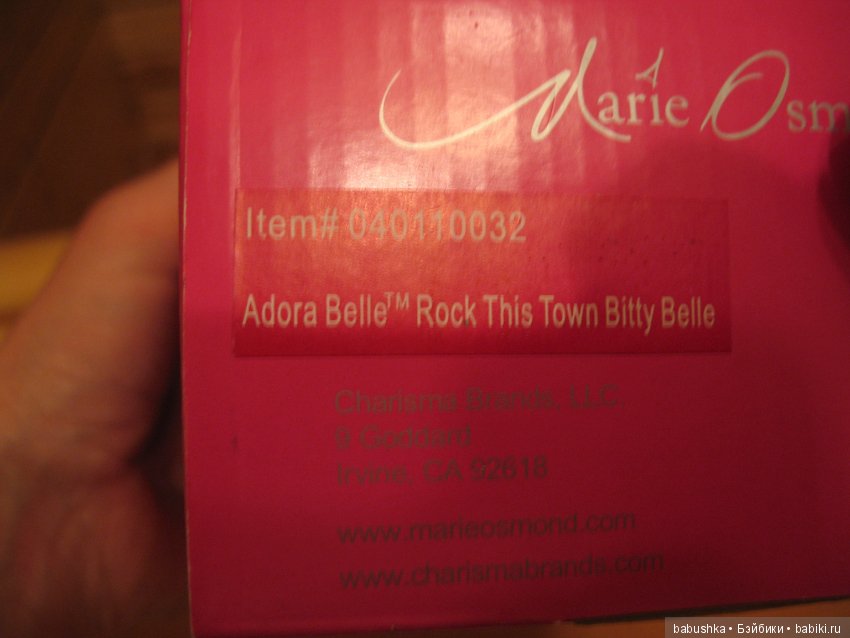 Marie Osm
Item# 040110032
Adora Belle™ Rock This Town Bitty Belle
Charisma Brands, LLC.
9 Goddard
Irvine, CA 92618
www.marieosmond.com
www.charismabrands.com
babushka • Бэйбики • babiki.ru